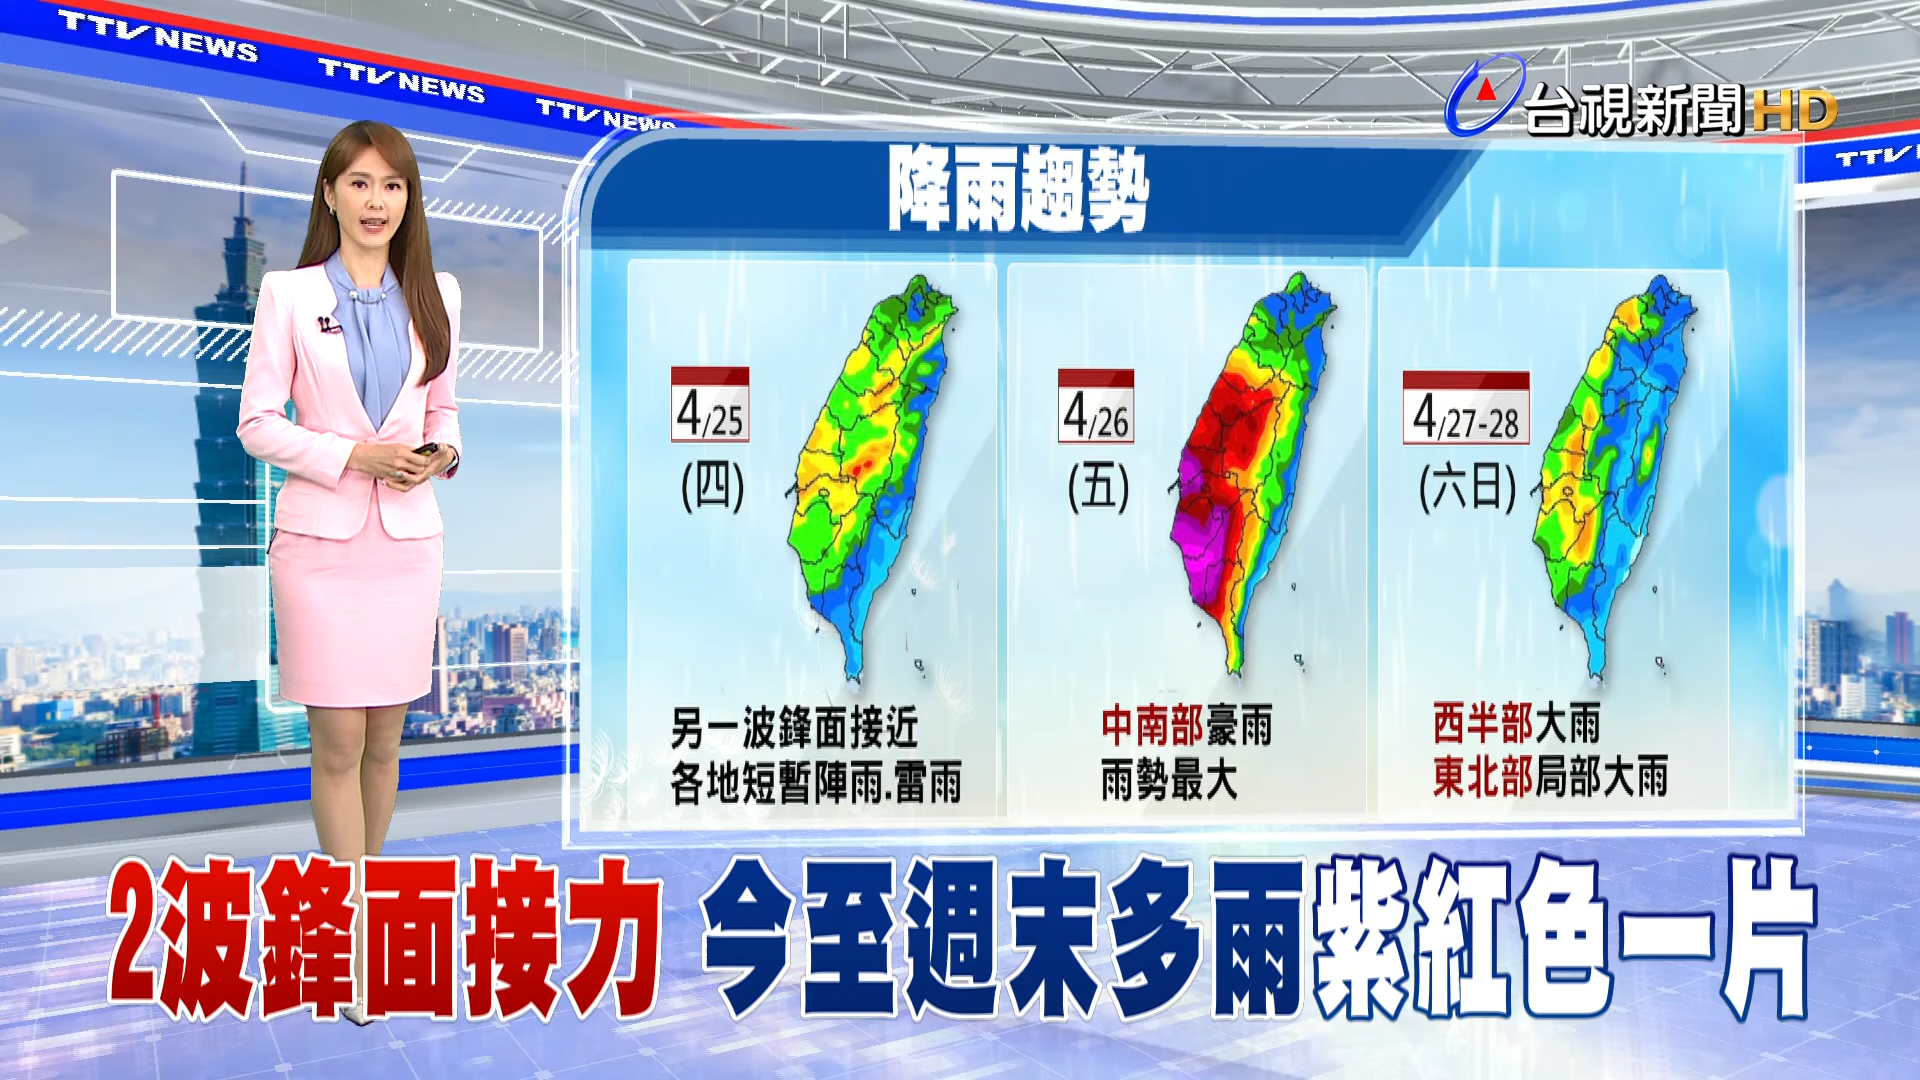 TTV NEWS
TTV NEWS
TTV NEWS
台視新聞HD
TTV
降雨趨勢
4/25
(四)
另一波鋒面接近
各地短暫陣雨.雷雨
4/26
(五)
中南部豪雨
雨勢最大
4/27-28
(六日)
西半部大雨
東北部局部大雨
2波鋒面接力 今至週末多雨紫紅色一片